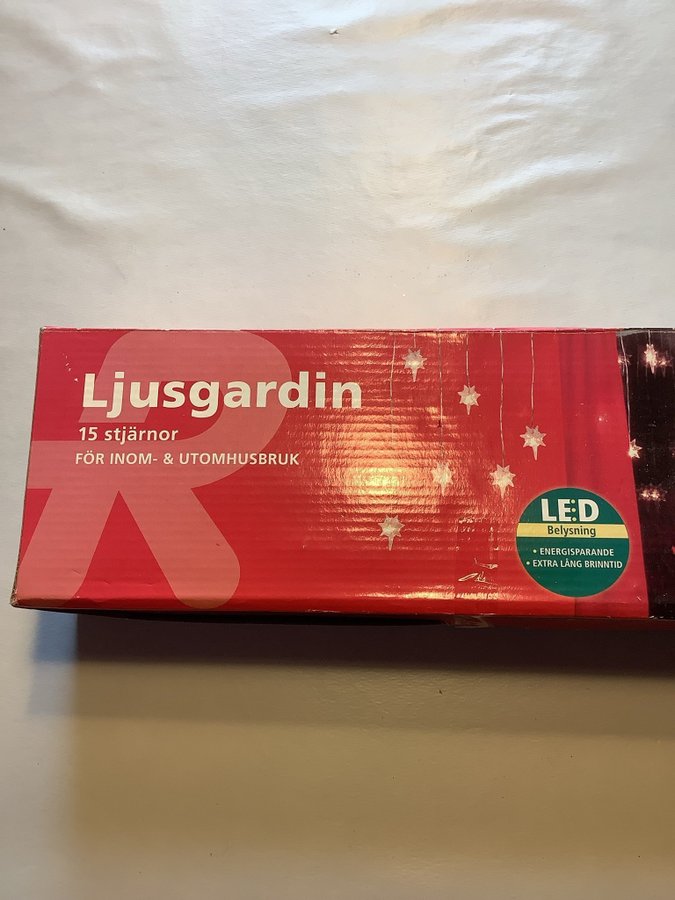 Ljusgardin
15 stjärnor
FÖR INOM- & UTOMHUSBRUK
LED
Belysning
• ENERGISPARANDE
• EXTRA LÅNG BRINNTID